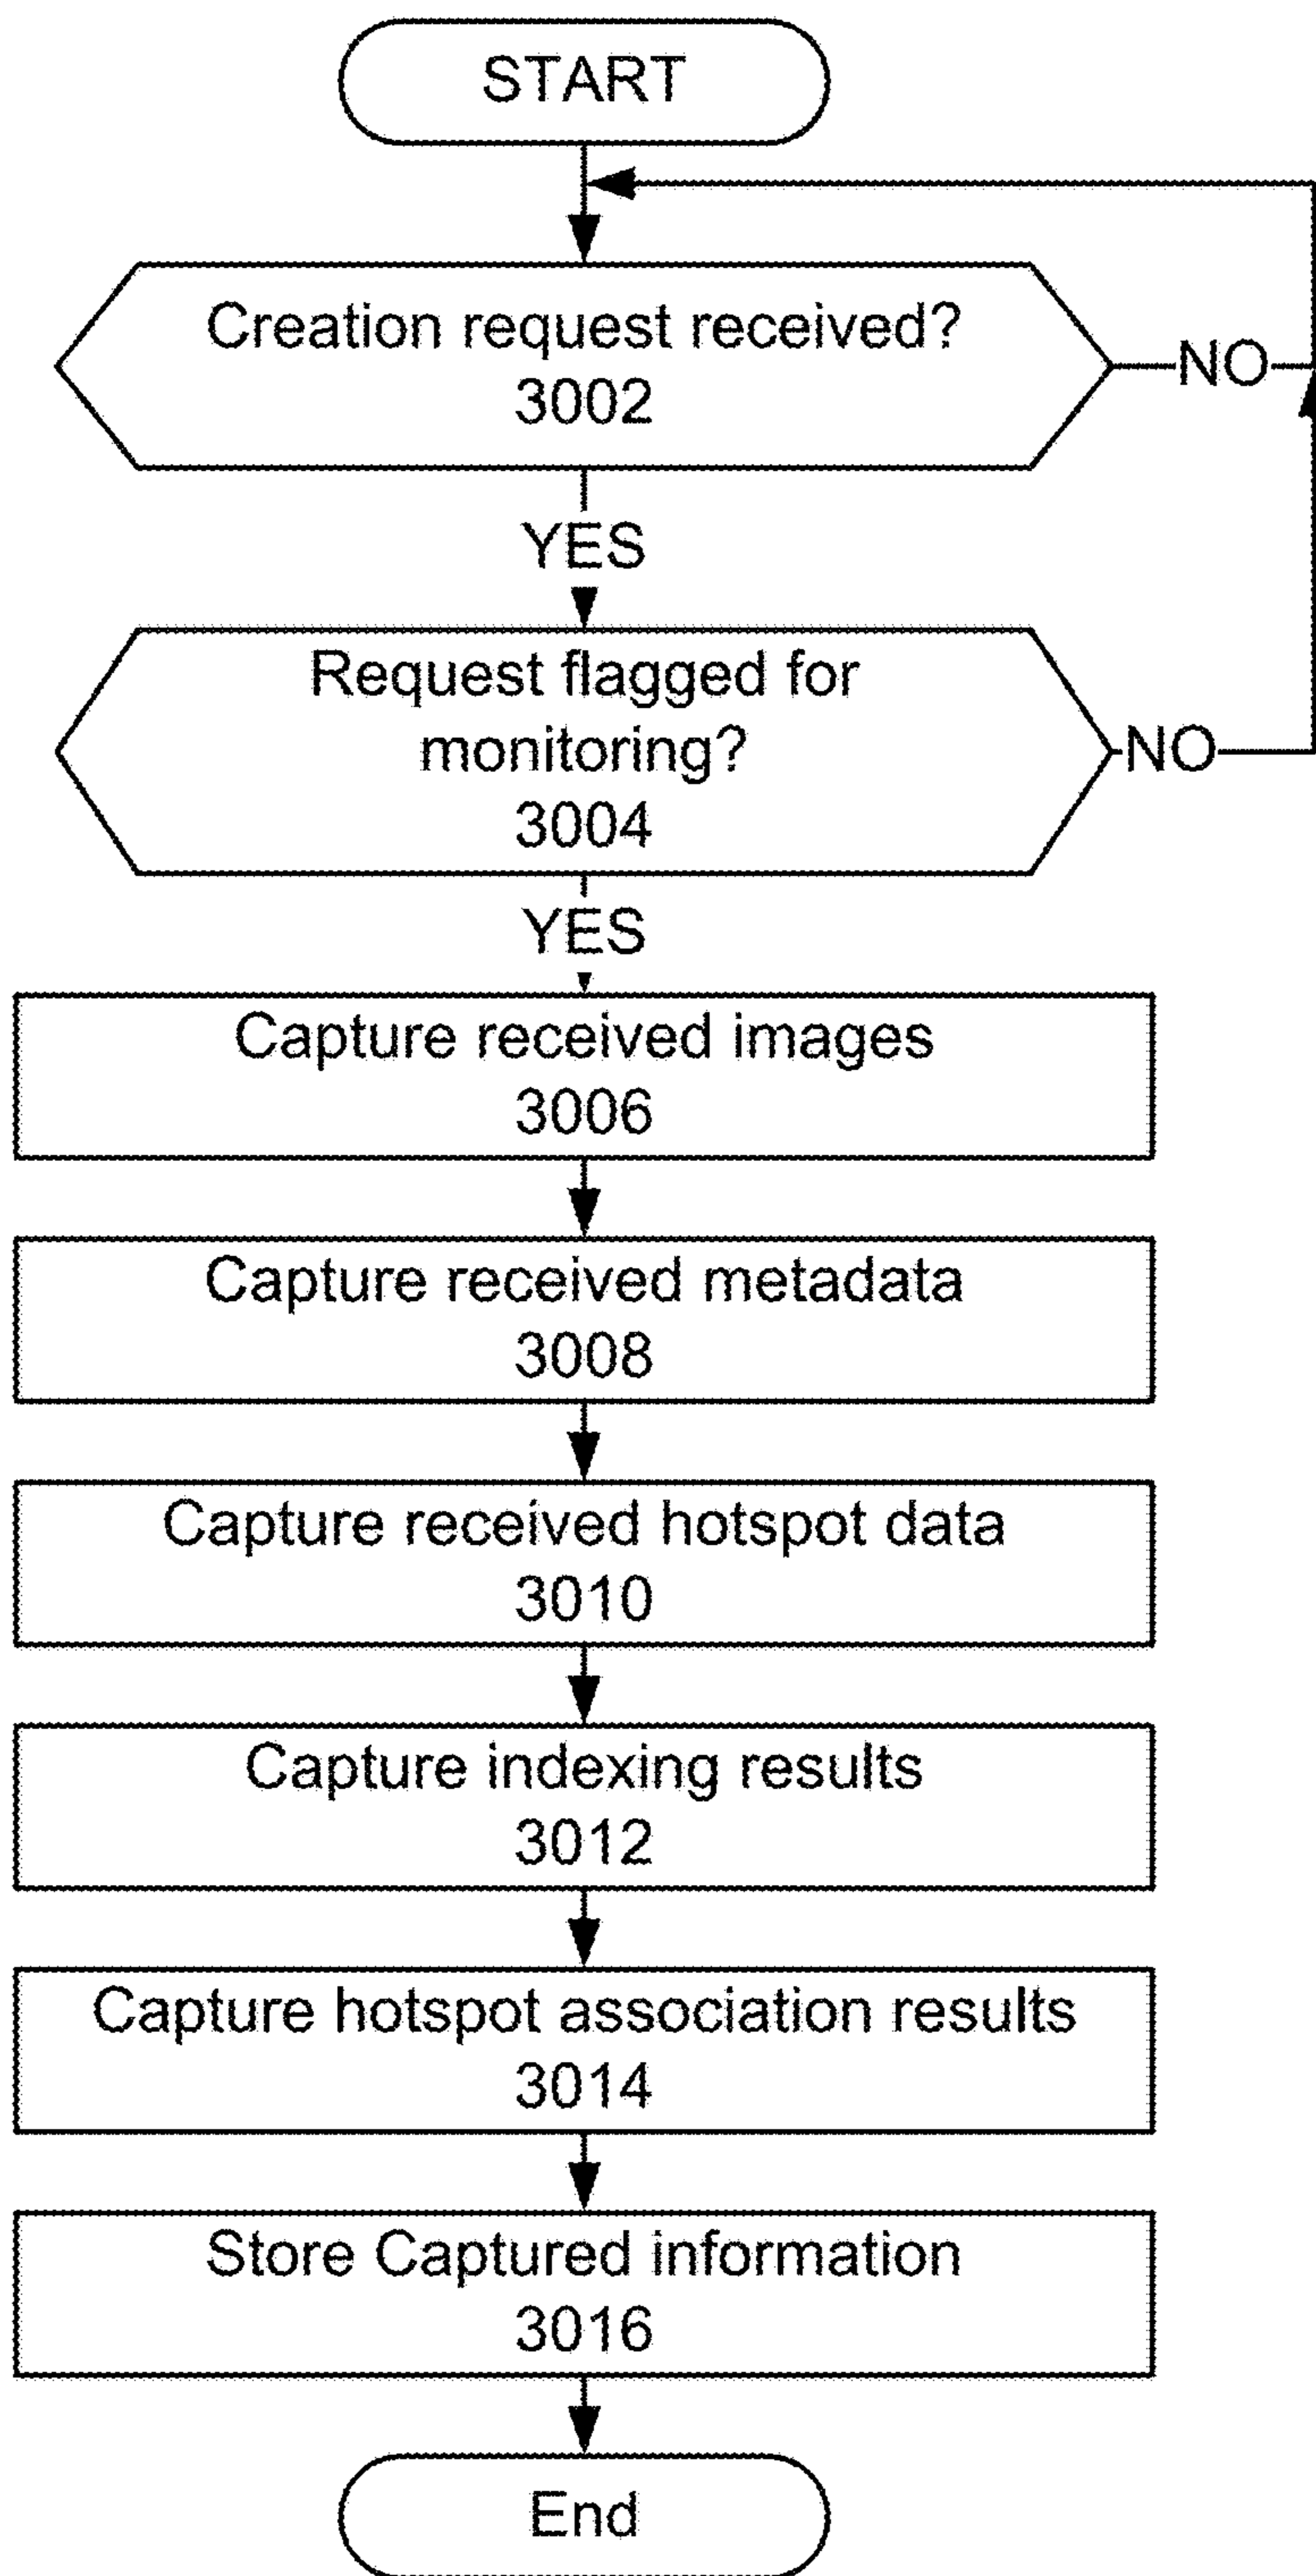 START
Creation request received?
3002
NO
YES
Request flagged for
monitoring?
3004
NO
YES
Capture received images
3006
Capture received metadata
3008
Capture received hotspot data
3010
Capture indexing results
3012
Capture hotspot association results
3014
Store Captured information
3016
End